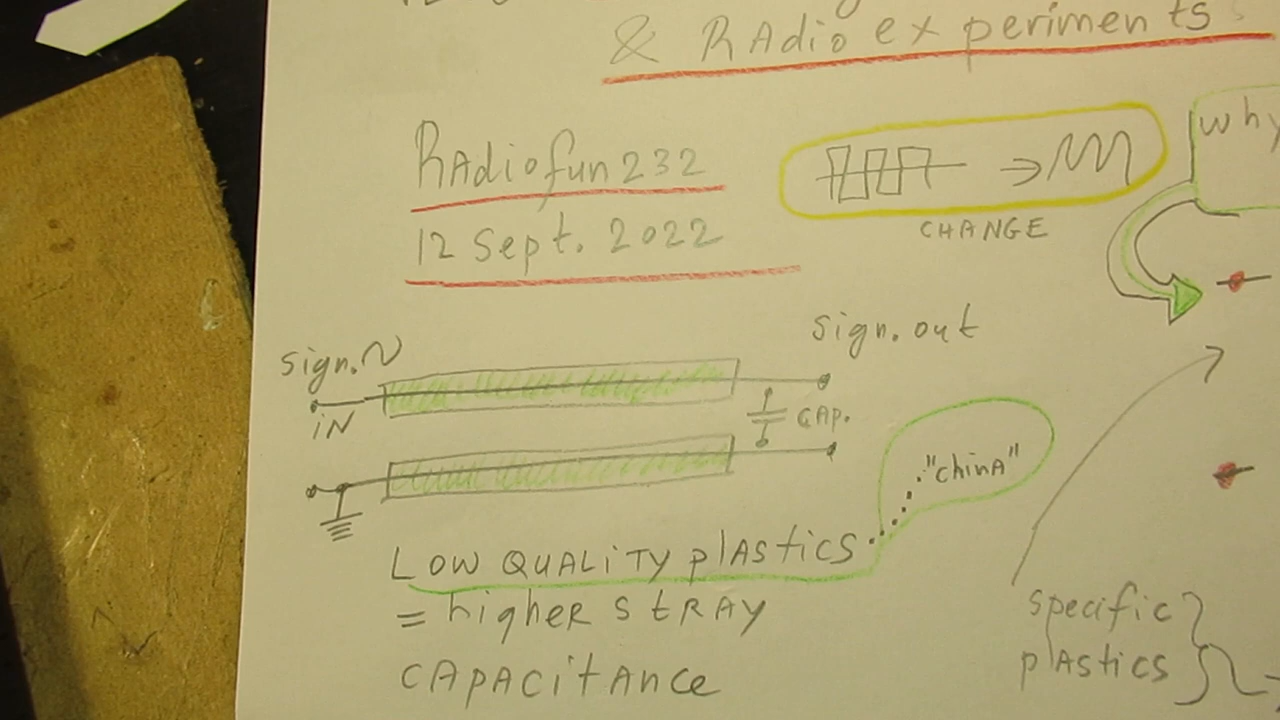 & RAdio experiments
RAdiofun232
12 Sept. 2022
CHANGE
why
sign.
IN
sign. out
CAP.
"chinA"
LOW QUALITY plAStics
= higheR StRAY
CAPACitANce
specific
plAstics